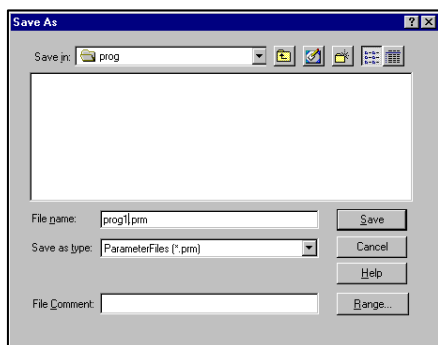 Save As
Save in: prog
File name: prog1.prm Save
Save as type: ParameterFiles (*.prm) Cancel
Help
File Comment: Range...